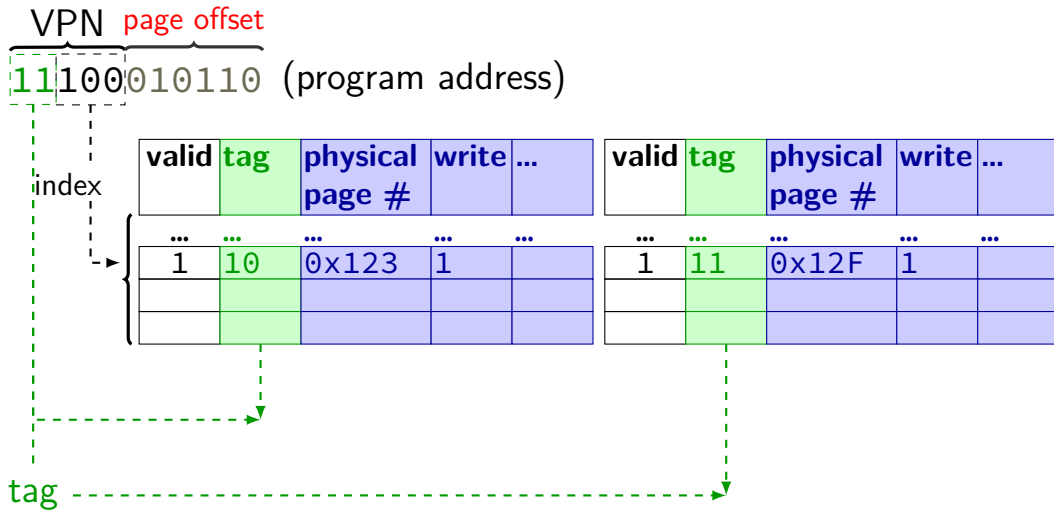 VPN page offset
11100010110 (program address)
index
valid tag physical page # write ... valid tag physical page # write ...
... ... ... ... ... ... ... ... ... ...
1 10 0x123 1 1 11 0x12F 1
tag